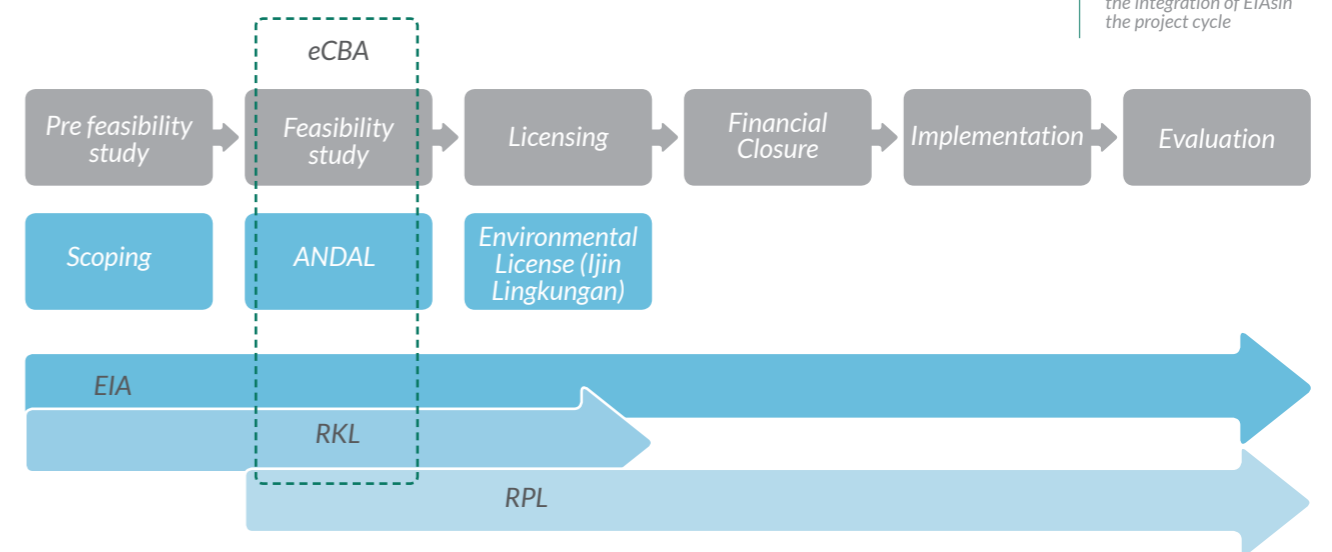 the integration of EIAsin
the project cycle
eCBA
Pre feasibility
study
Feasibility
study
Licensing
Financial
Closure
Implementation
Evaluation
Scoping
ANDAL
Environmental
License (Ijin
Lingkungan)
EIA
RKL
RPL